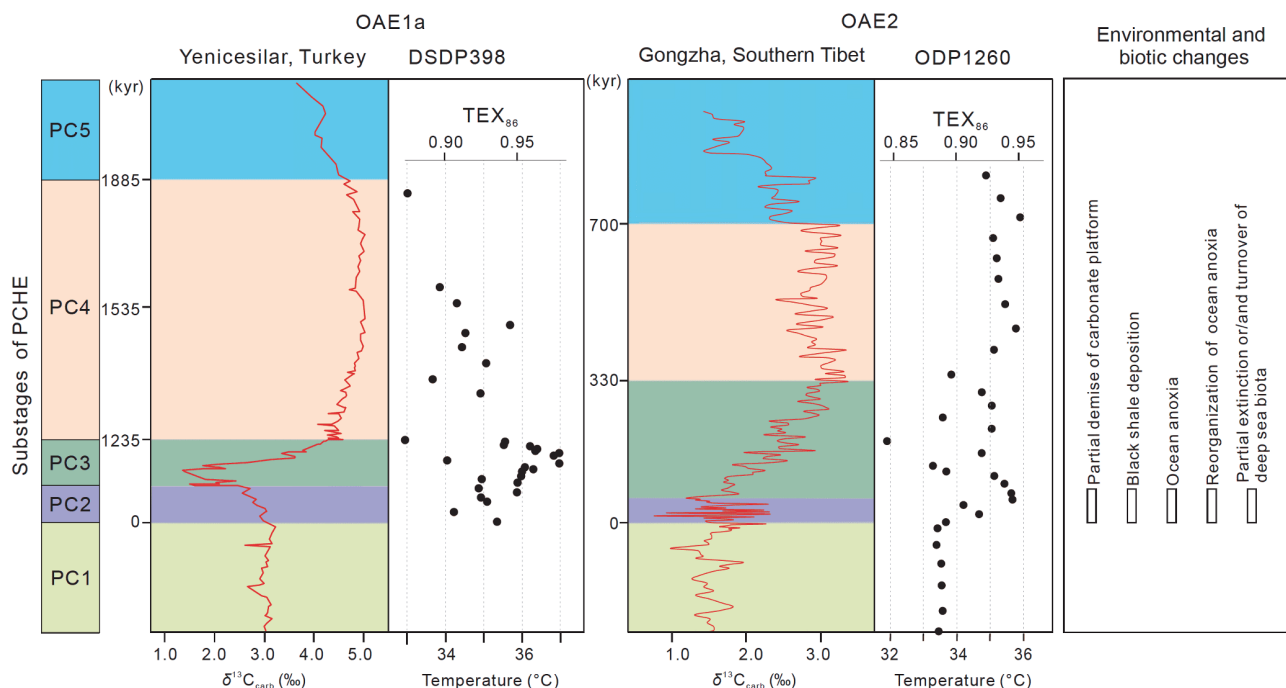 OAE1a
OAE2
Yenicesilar, Turkey
DSDP398
Gongzha, Southern Tibet
ODP1260
Environmental and
biotic changes
Substages of PCHE
PC5
PC4
PC3
PC2
PC1
(kyr)
1885
1535
1235
0
TEX86
0.90 0.95
(kyr)
700
330
0
TEX86
0.85 0.90 0.95
Partial demise of carbonate platform
Black shale deposition
Ocean anoxia
Reorganization of ocean anoxia
Partial extinction or/and turnover of
deep sea biota
1.0 2.0 3.0 4.0 5.0
δ13Ccarb (‰)
34 36
Temperature (°C)
1.0 2.0 3.0
δ13Ccarb (‰)
32 34 36
Temperature (°C)